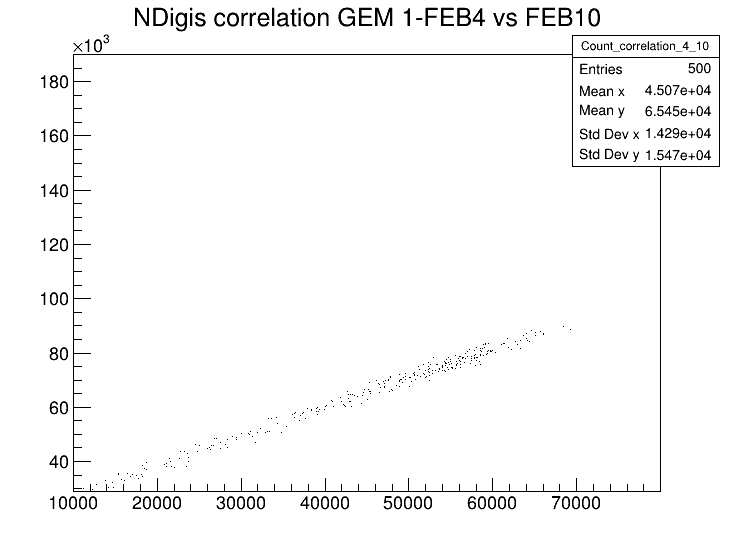 NDigis correlation GEM 1-FEB4 vs FEB10
×10³
Count_correlation_4_10
Entries 500
Mean x 4.507e+04
Mean y 6.545e+04
Std Dev x 1.429e+04
Std Dev y 1.547e+04
180
160
140
120
100
80
60
40
10000 20000 30000 40000 50000 60000 70000